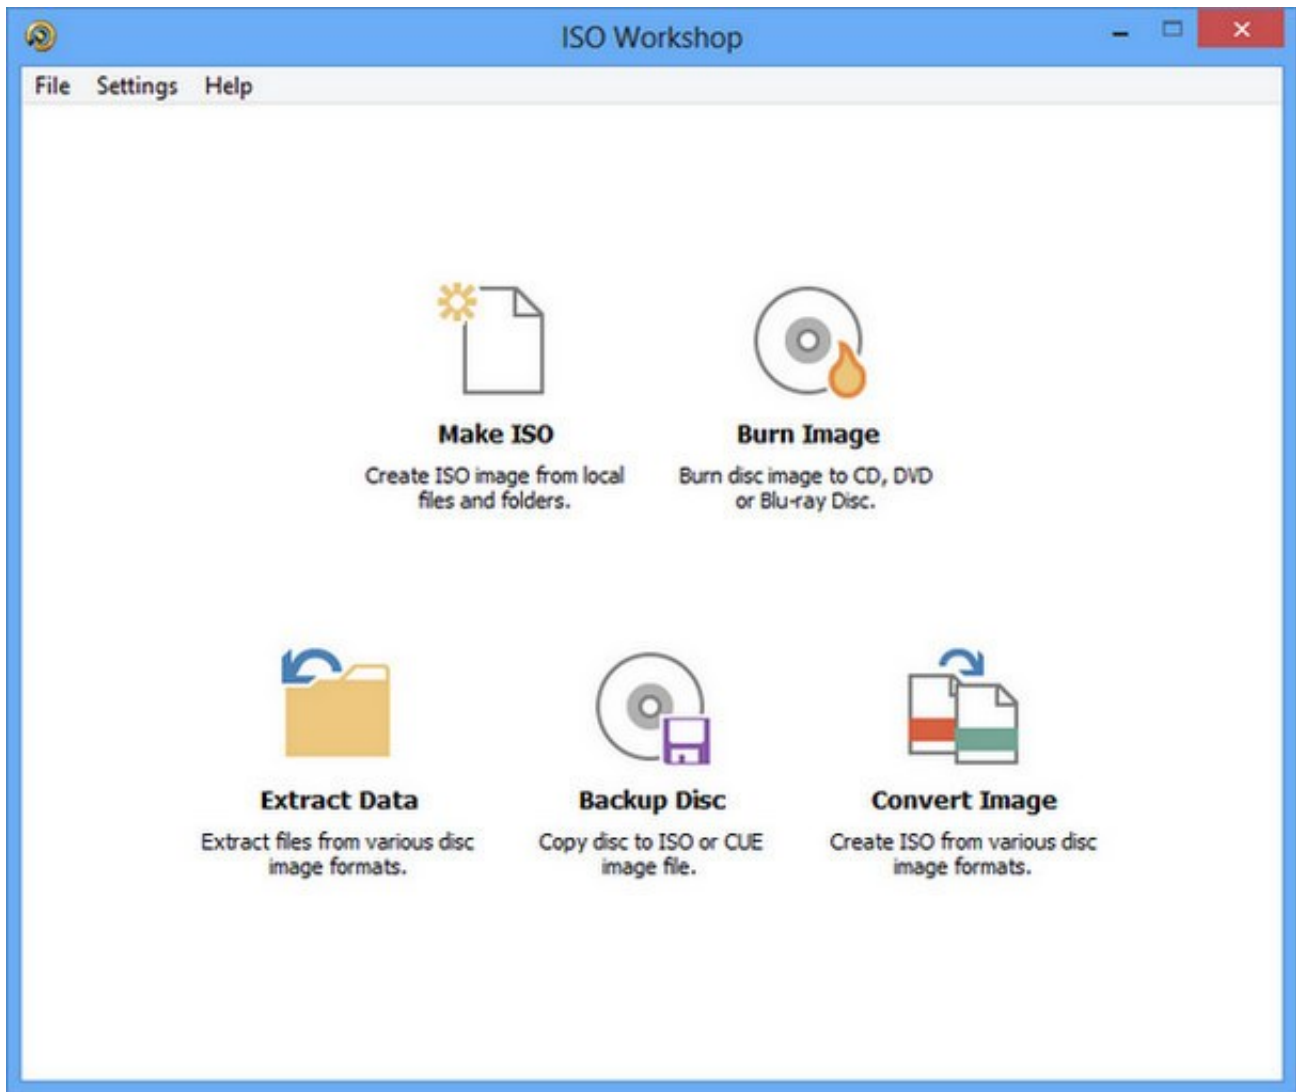 ISO Workshop
File Settings Help
Make ISO
Create ISO image from local
files and folders.
Burn Image
Burn disc image to CD, DVD
or Blu-ray Disc.
Extract Data
Extract files from various disc
image formats.
Backup Disc
Copy disc to ISO or CUE
image file.
Convert Image
Create ISO from various disc
image formats.